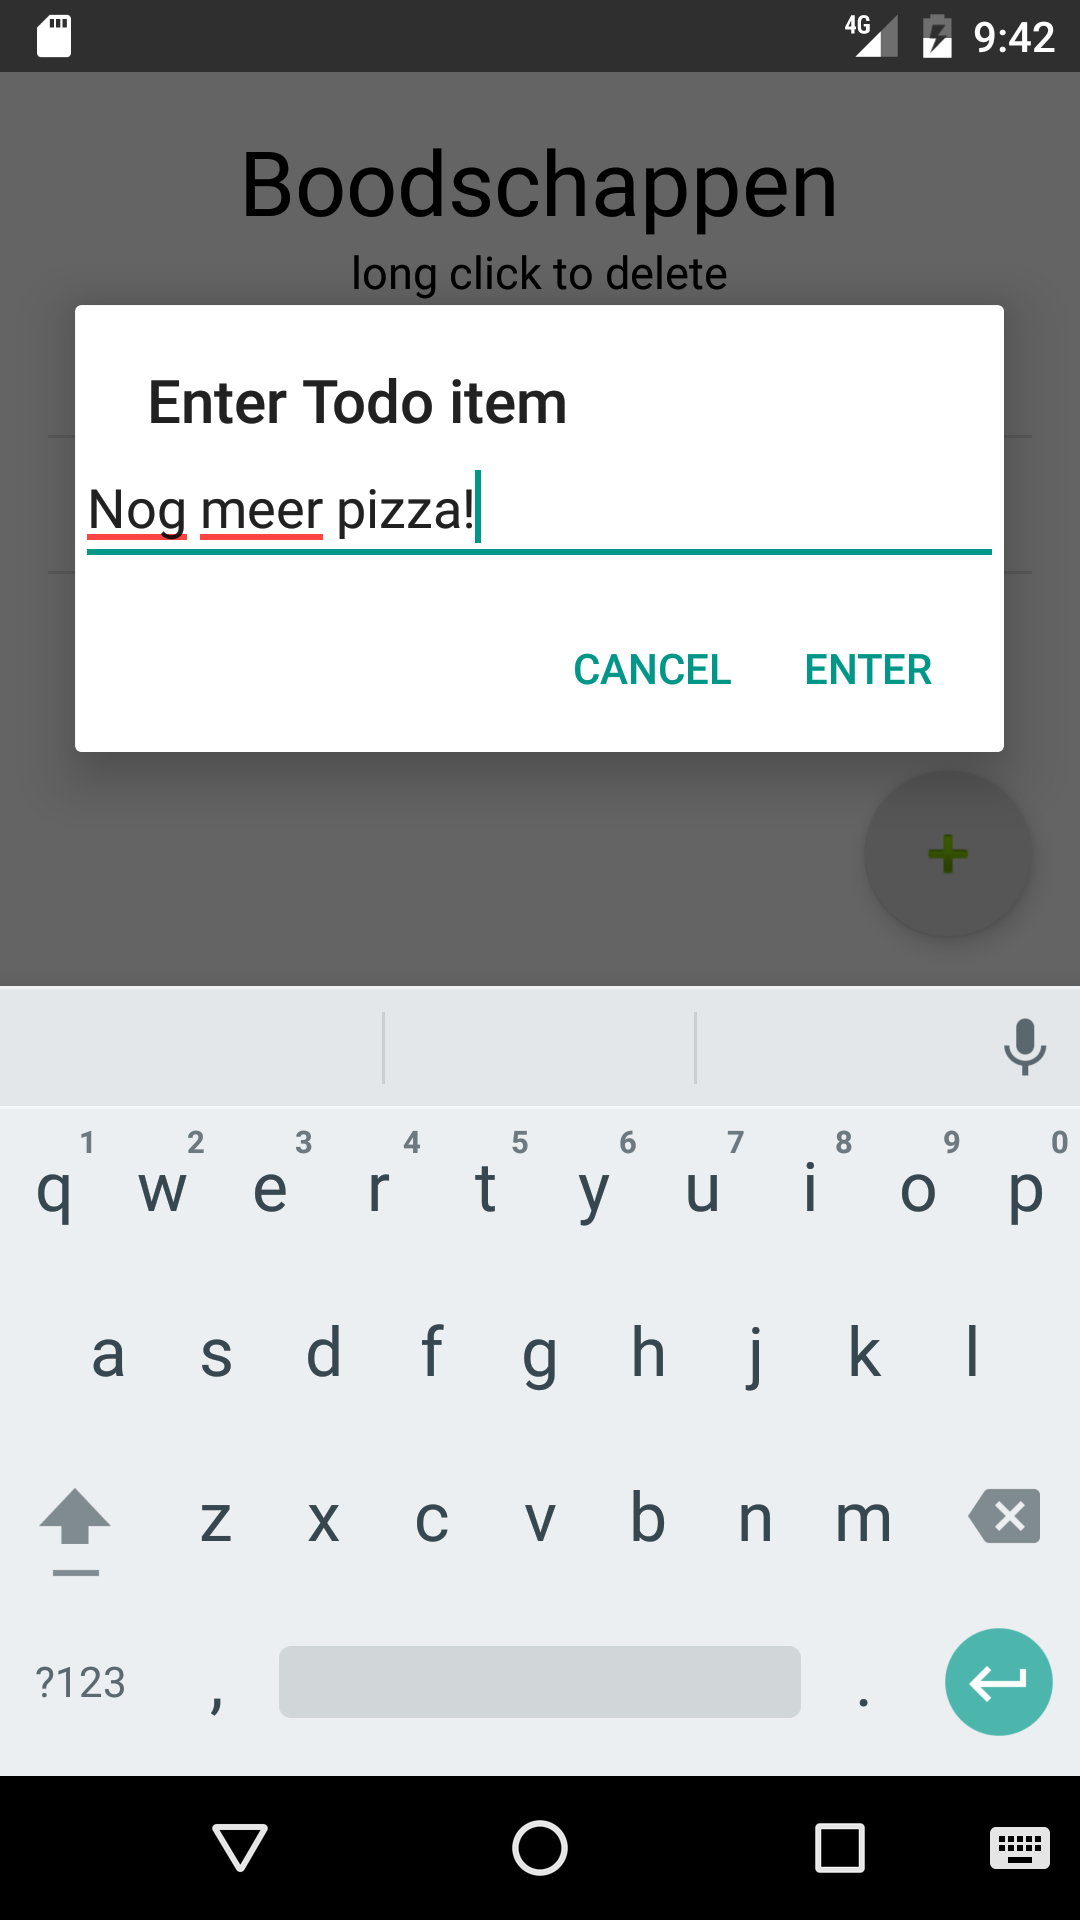 4G 9:42
Boodschappen
long click to delete
Enter Todo item
Nog meer pizza!
CANCEL ENTER
1 2 3 4 5 6 7 8 9 0
q w e r t y u i o p
a s d f g h j k l
z x c v b n m
?123 , .